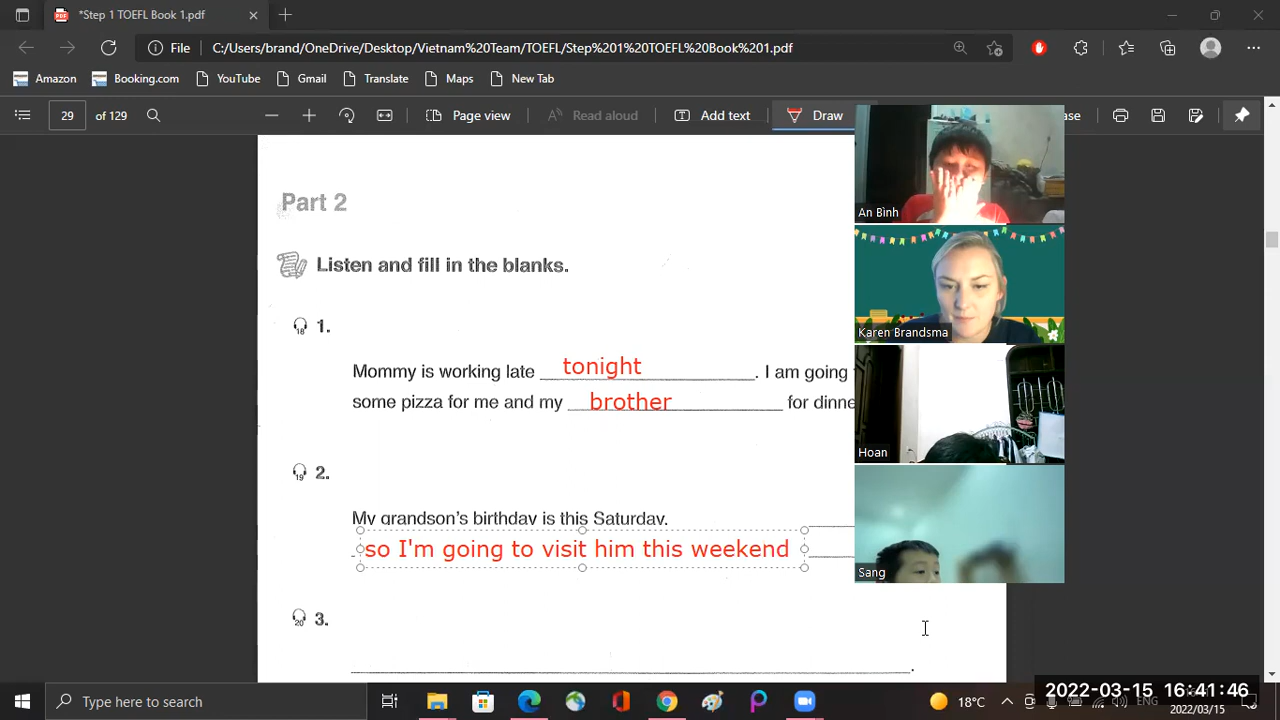 *Step 1 TOEFL Book 1.pdf
File C:/Users/brand/OneDrive/Desktop/Vietnam%20Team/TOEFL/Step%201%20TOEFL%20Book%201.pdf
Amazon Booking.com YouTube Gmail Translate Maps New Tab
29 of 129 Page view Read aloud Add text Draw ase
Part 2
An Bình
Listen and fill in the blanks.
18 1.
Karen Brandsma
Mommy is working late tonight. I am going
some pizza for me and my brother for dinne
Hoan
19 2.
My grandson's birthday is this Saturday.
so I'm going to visit him this weekend
Sang
20 3.
.
Type here to search
18°C ENG
2022-03-15 16:41:46
2022/03/15